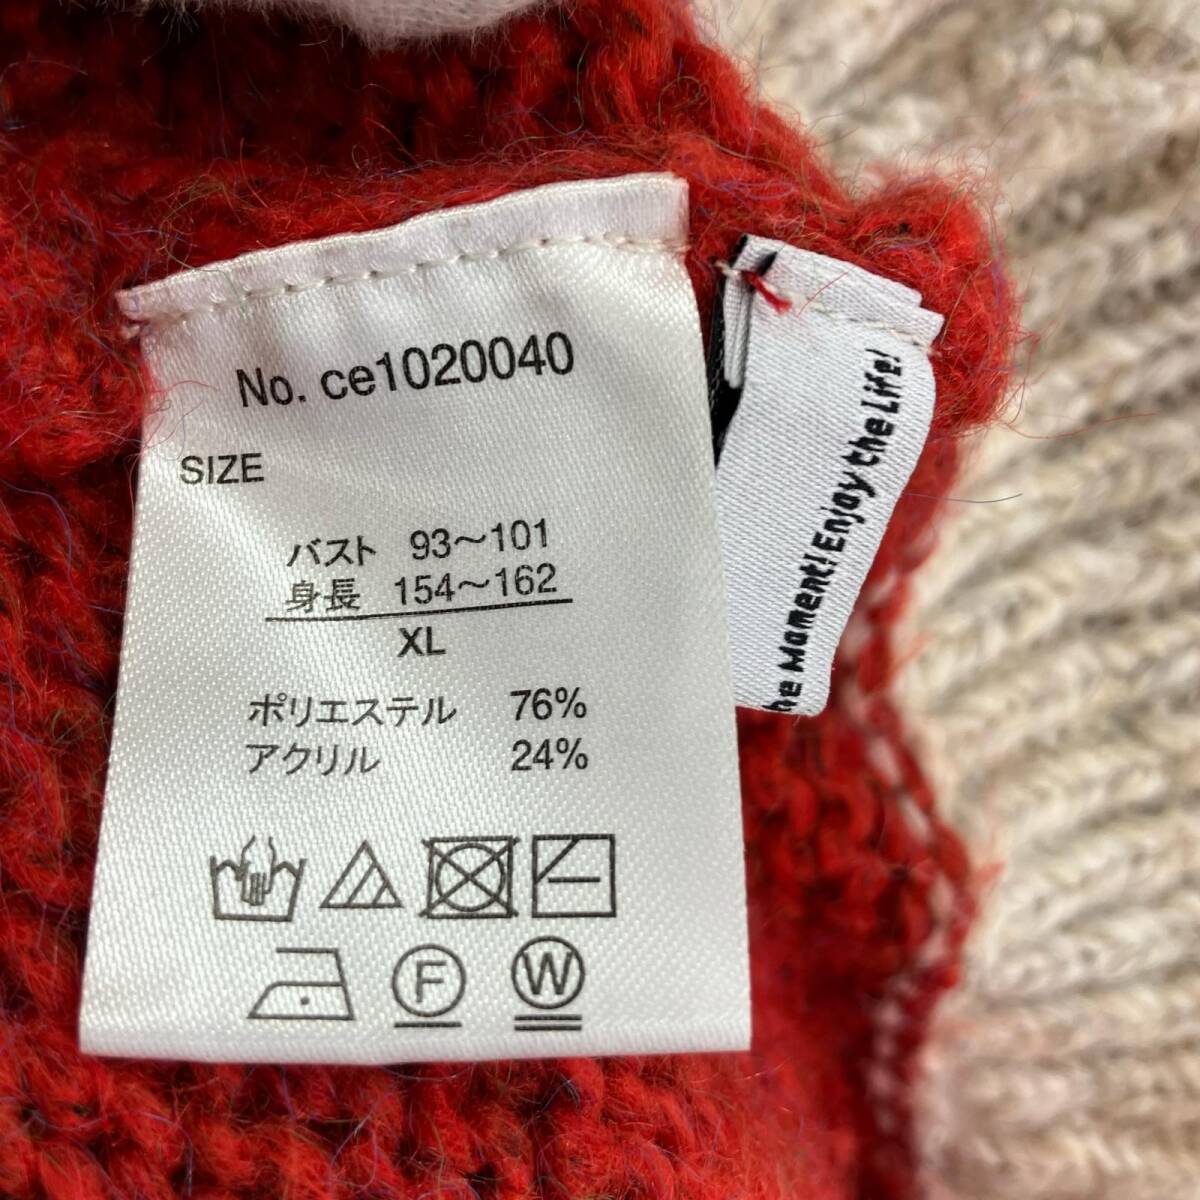 No. ce1020040
SIZE
バスト 93～101
身長 154～162
XL
ポリエステル 76%
アクリル 24%
F
W
he Moment! Enjoy the Life!